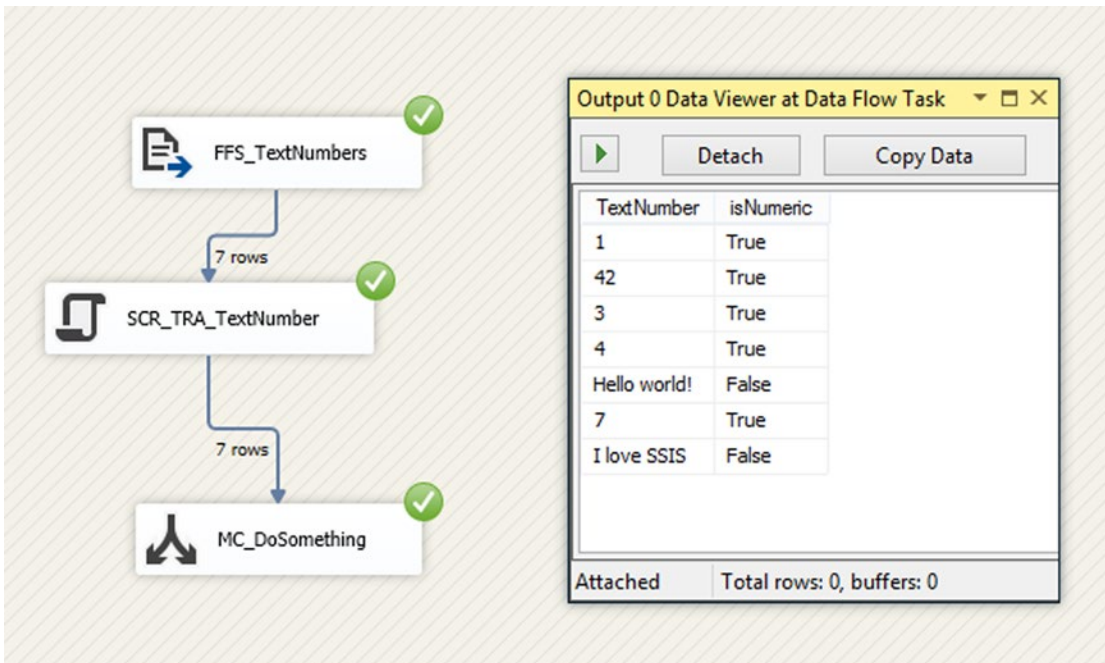 FFS_TextNumbers
7 rows
SCR_TRA_TextNumber
7 rows
MC_DoSomething
Output 0 Data Viewer at Data Flow Task
Detach Copy Data
TextNumber isNumeric
1 True
42 True
3 True
4 True
Hello world! False
7 True
I love SSIS False
Attached Total rows: 0, buffers: 0